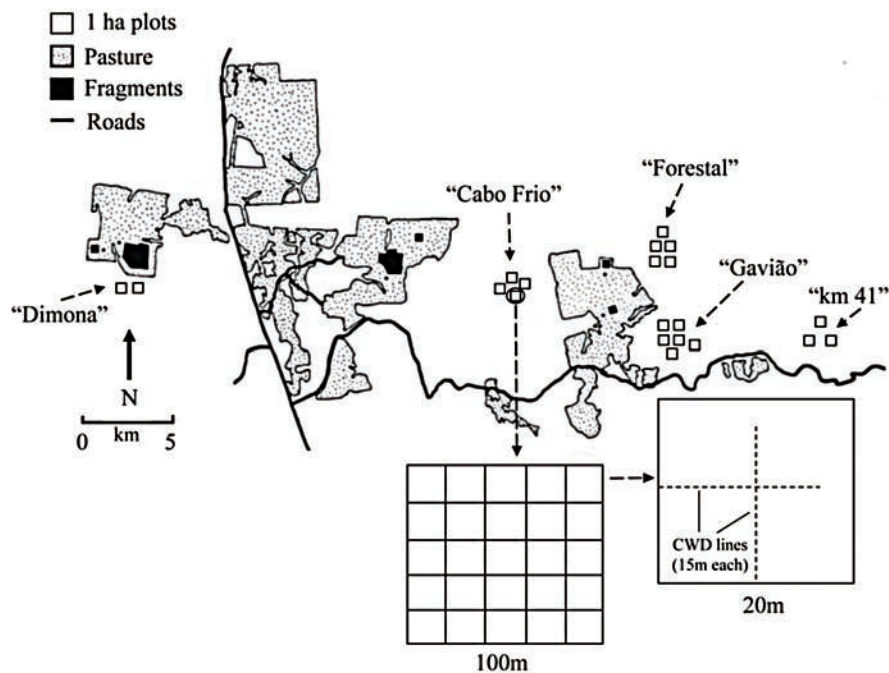 1 ha plots
Pasture
Fragments
Roads
“Forestal”
“Cabo Frio”
“Gavião”
“km 41”
“Dimona”
N
0 km 5
CWD lines
(15m each)
20m
100m